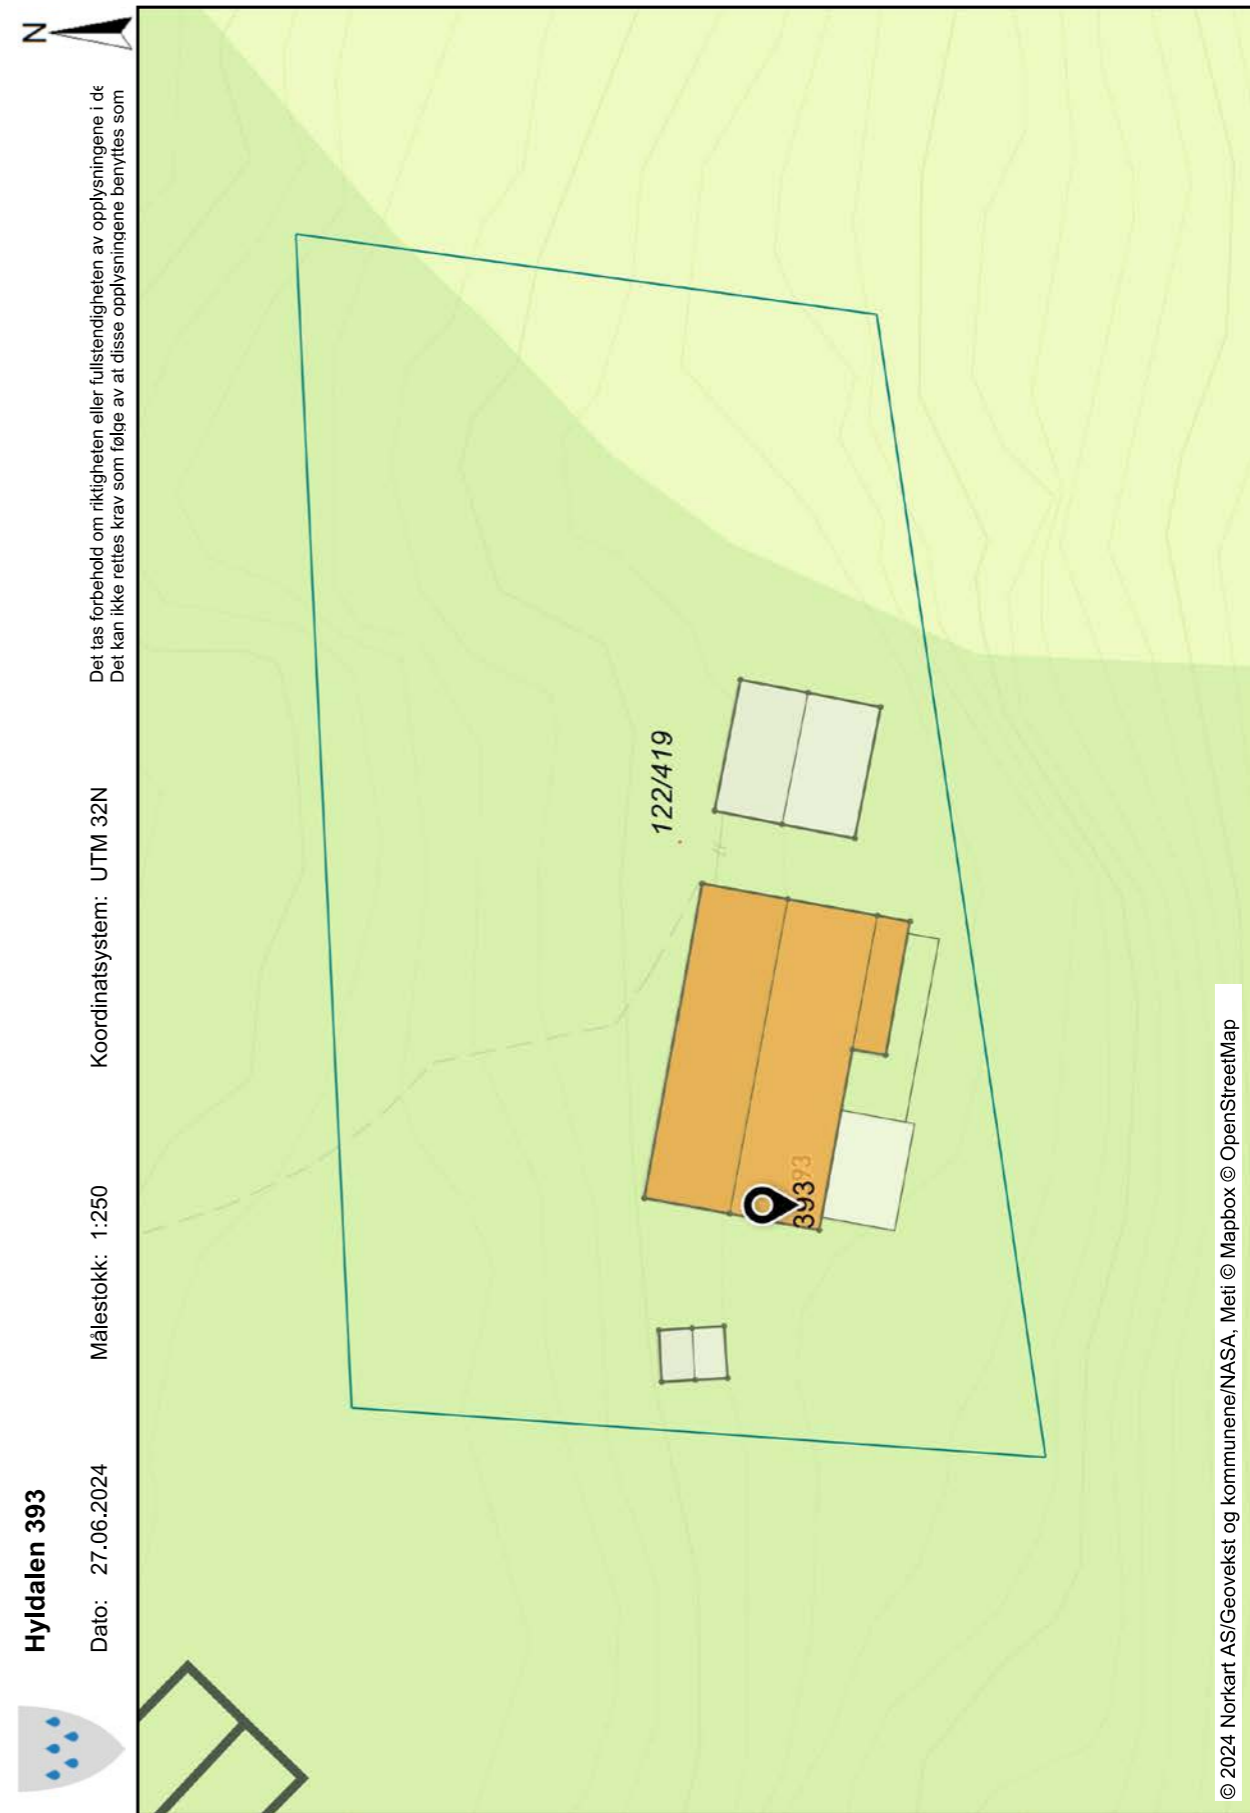 Hyldalen 393
Dato: 27.06.2024 Målestokk: 1:250 Koordinatsystem: UTM 32N
Det tas forbehold om riktigheten eller fullstendigheten av opplysningene i de
Det kan ikke rettes krav som følge av at disse opplysningene benyttes som
N
122/419
393
93
© 2024 Norkart AS/Geovekst og kommunene/NASA, Meti © Mapbox © OpenStreetMap